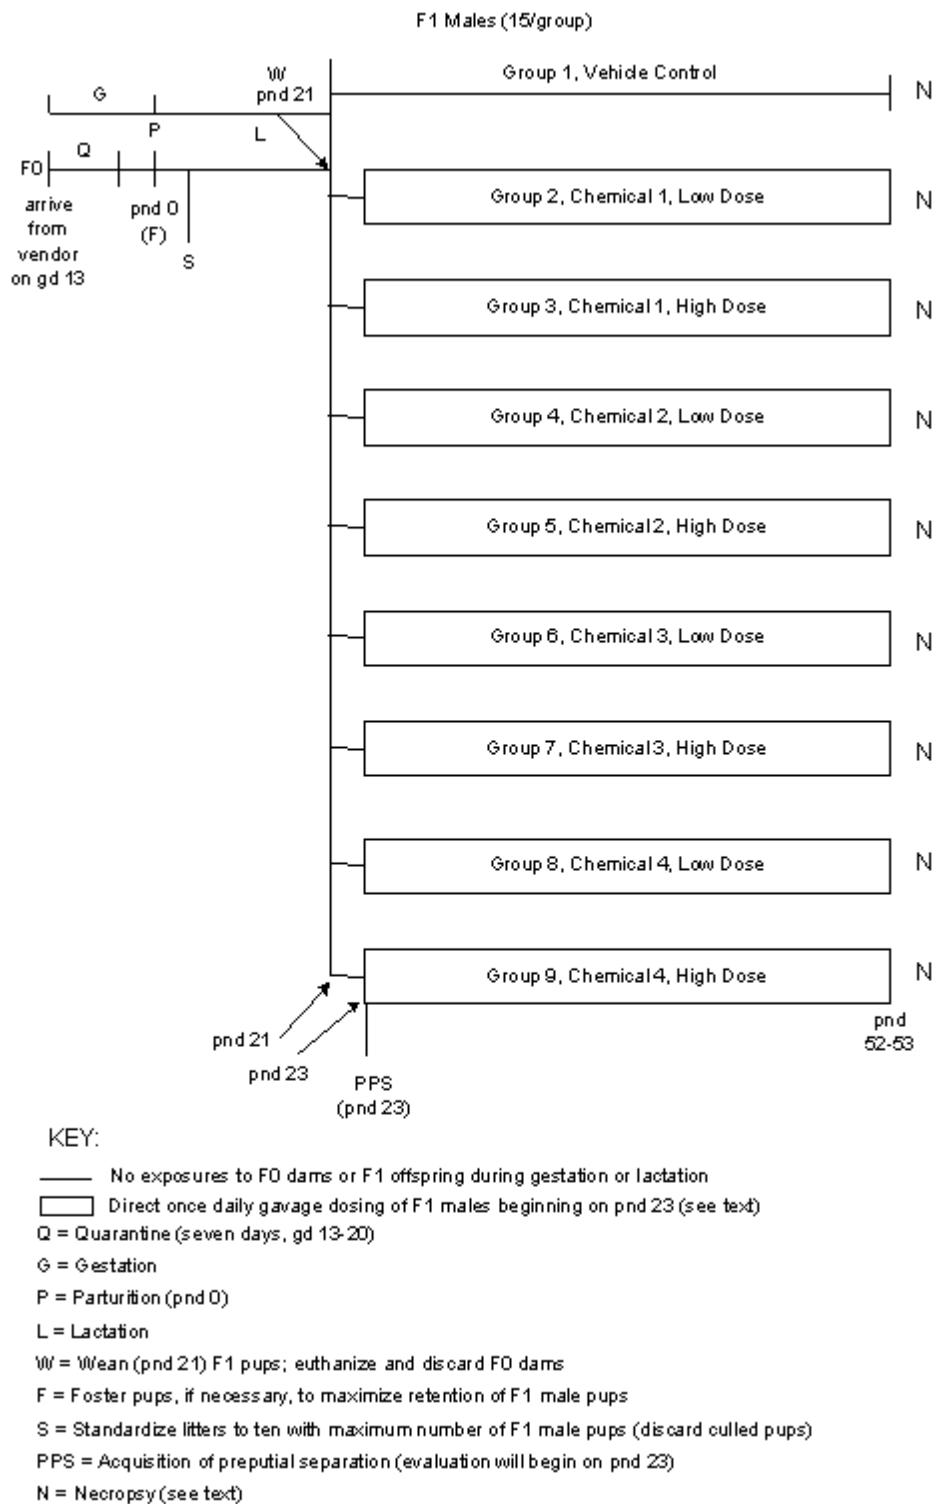 F1 Males (15/group)
W
pnd 21
Group 1, Vehicle Control
N
G
P
L
Q
F0
arrive
from
vendor
on gd 13
pnd 0
(F)
S
Group 2, Chemical 1, Low Dose
N
Group 3, Chemical 1, High Dose
N
Group 4, Chemical 2, Low Dose
N
Group 5, Chemical 2, High Dose
N
Group 6, Chemical 3, Low Dose
N
Group 7, Chemical 3, High Dose
N
Group 8, Chemical 4, Low Dose
N
Group 9, Chemical 4, High Dose
N
pnd 21
pnd 23
PPS
(pnd 23)
pnd
52-53
KEY:
No exposures to F0 dams or F1 offspring during gestation or lactation
Direct once daily gavage dosing of F1 males beginning on pnd 23 (see text)
Q = Quarantine (seven days, gd 13-20)
G = Gestation
P = Parturition (pnd 0)
L = Lactation
W = Wean (pnd 21) F1 pups; euthanize and discard F0 dams
F = Foster pups, if necessary, to maximize retention of F1 male pups
S = Standardize litters to ten with maximum number of F1 male pups (discard culled pups)
PPS = Acquisition of preputial separation (evaluation will begin on pnd 23)
N = Necropsy (see text)